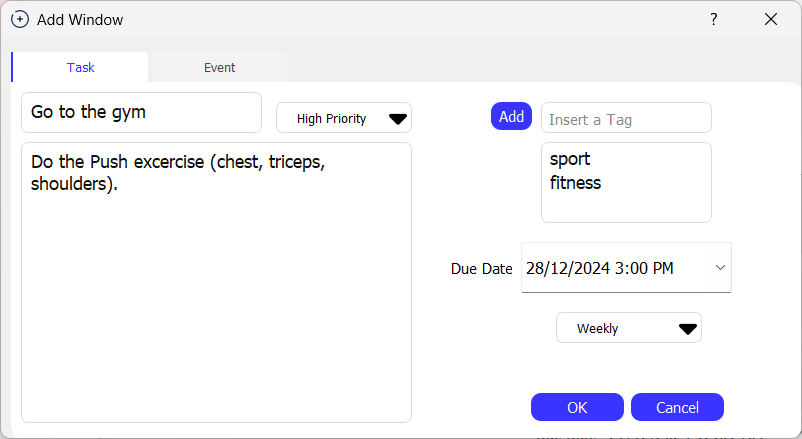 Add Window
?
Task
Event
Go to the gym
High Priority
Add
Insert a Tag
Do the Push excercise (chest, triceps,
shoulders).
sport
fitness
Due Date
28/12/2024 3:00 PM
Weekly
OK
Cancel